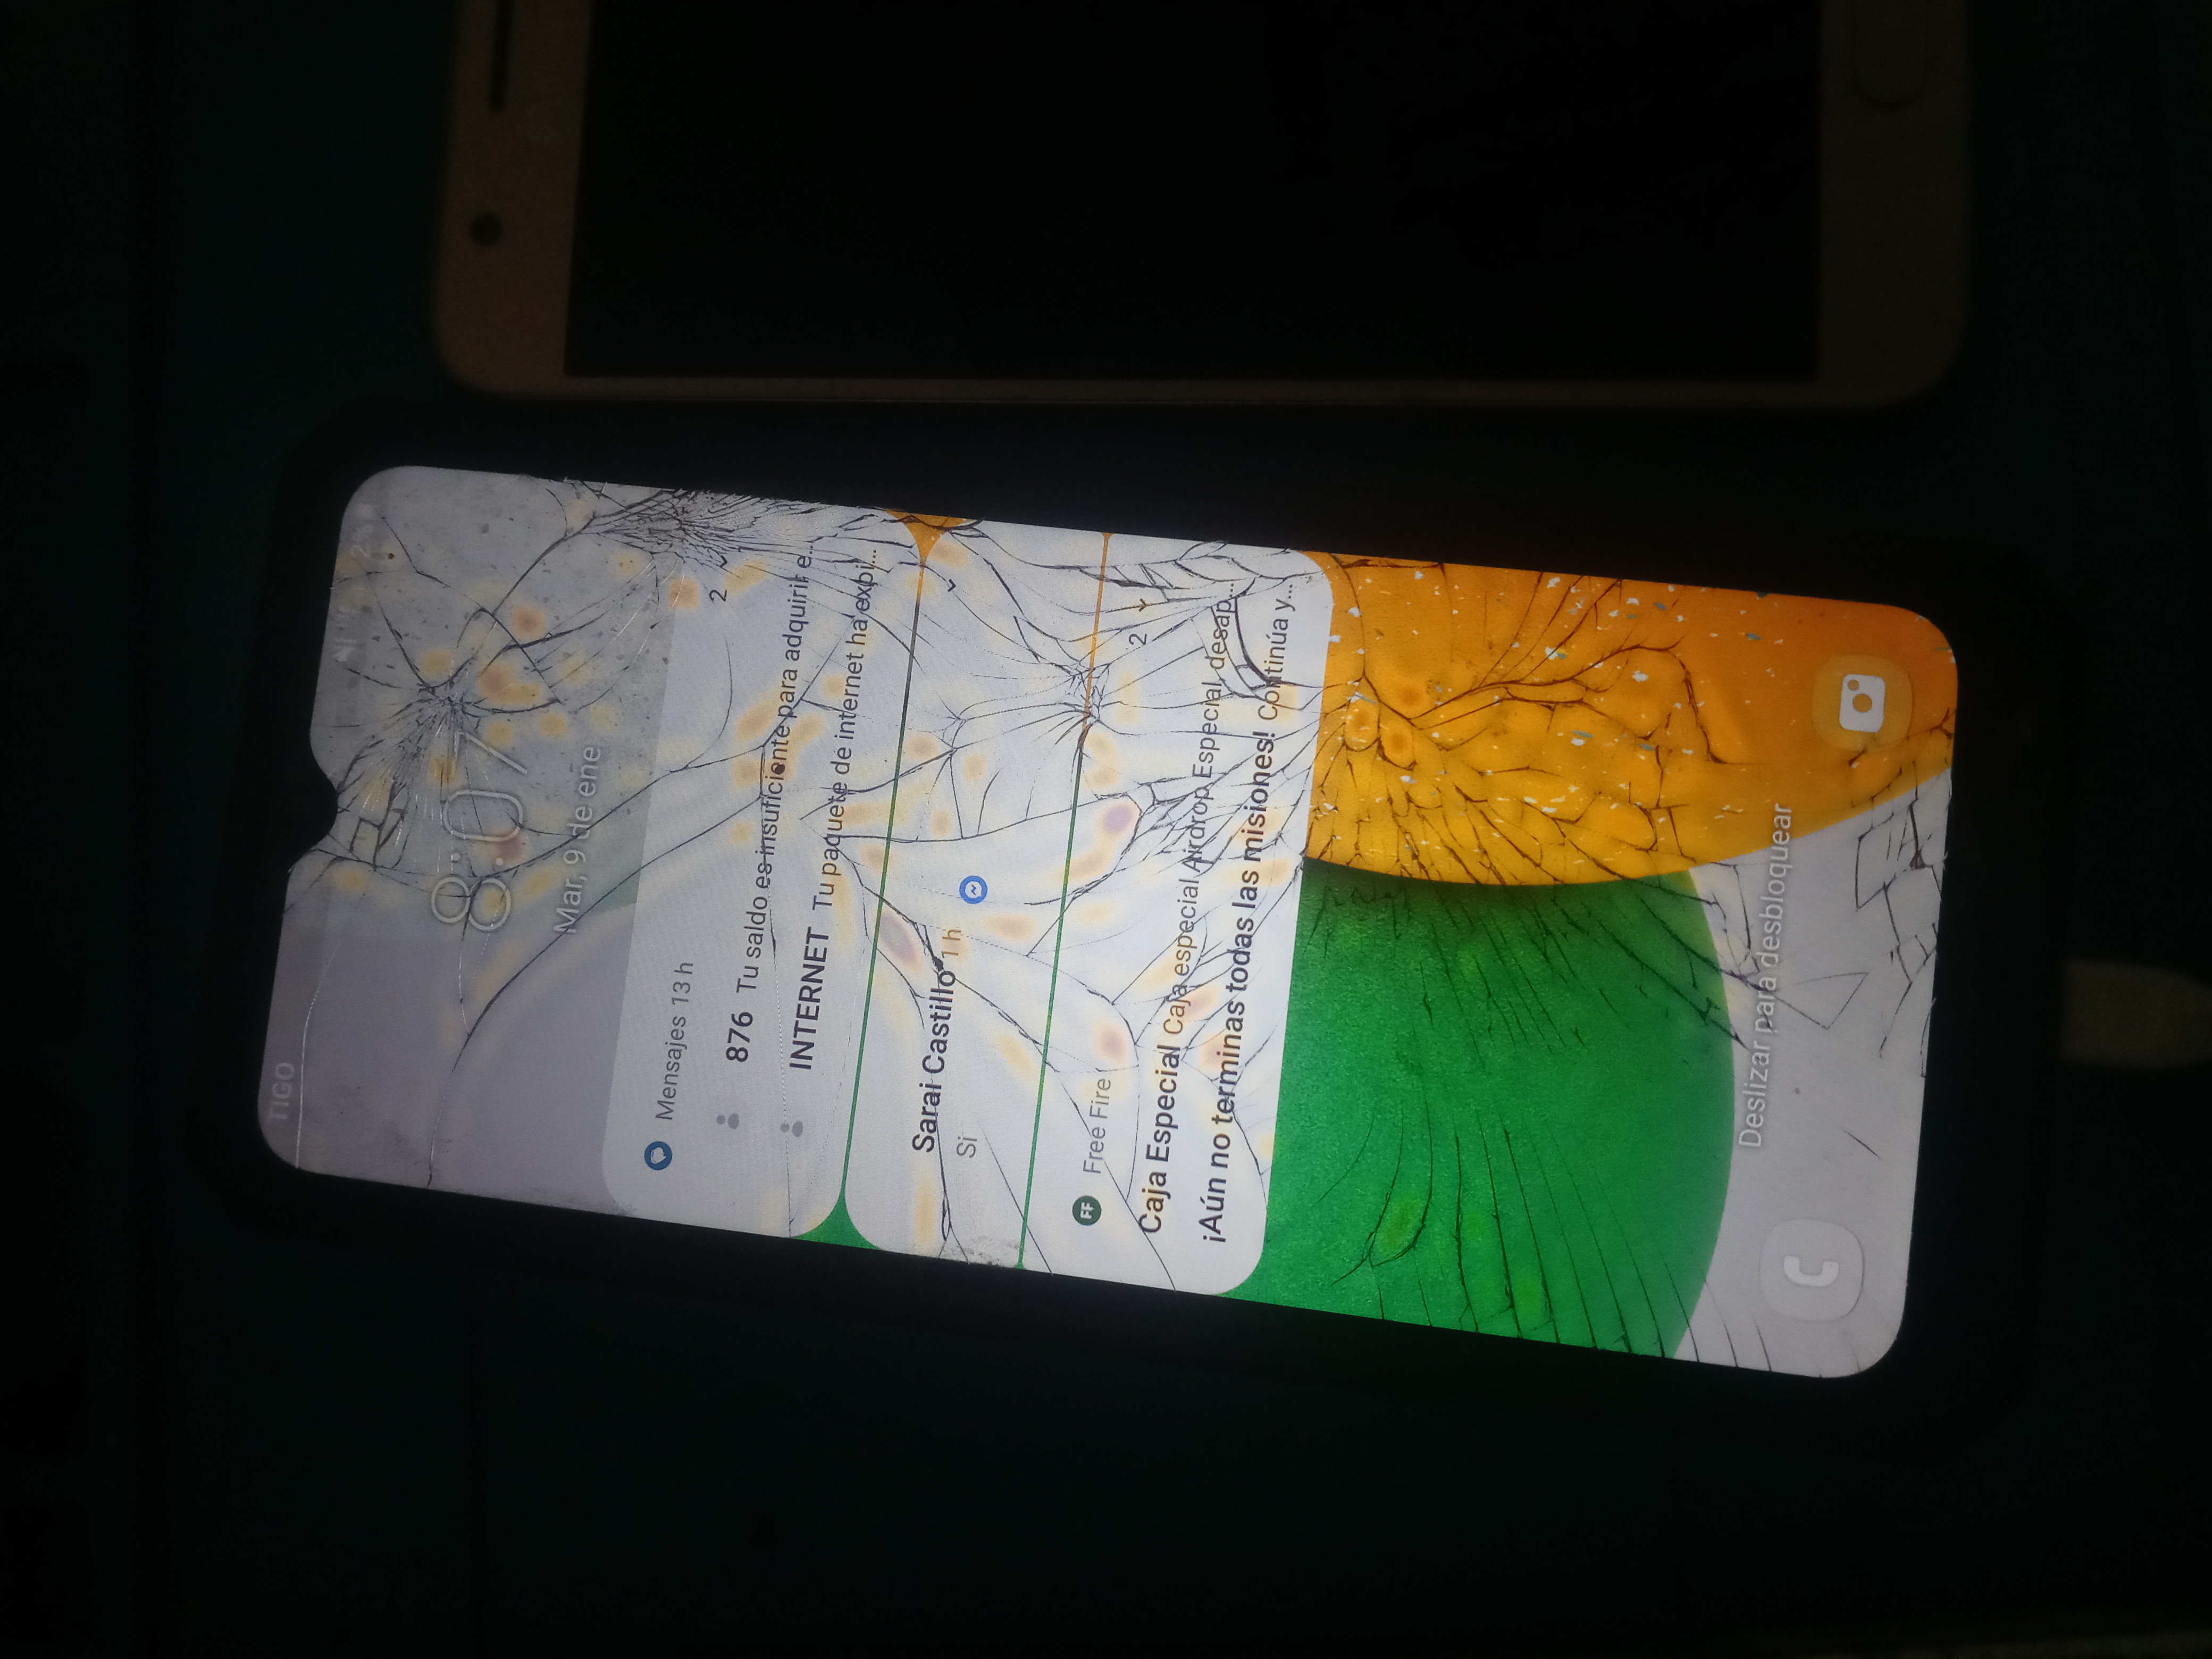 TIGO
2%
8:07
Mar, 9 de ene
Mensajes 13 h
2
876 Tu saldo es insuficiente para adquirir e...
INTERNET Tu paquete de internet ha expi...
Sarai Castillo 1 h
Si
FF Free Fire
2
Caja Especial Caja especial Airdrop Especial, desap...
¡Aún no terminas todas las misiones! Continúa y...
Deslizar para desbloquear